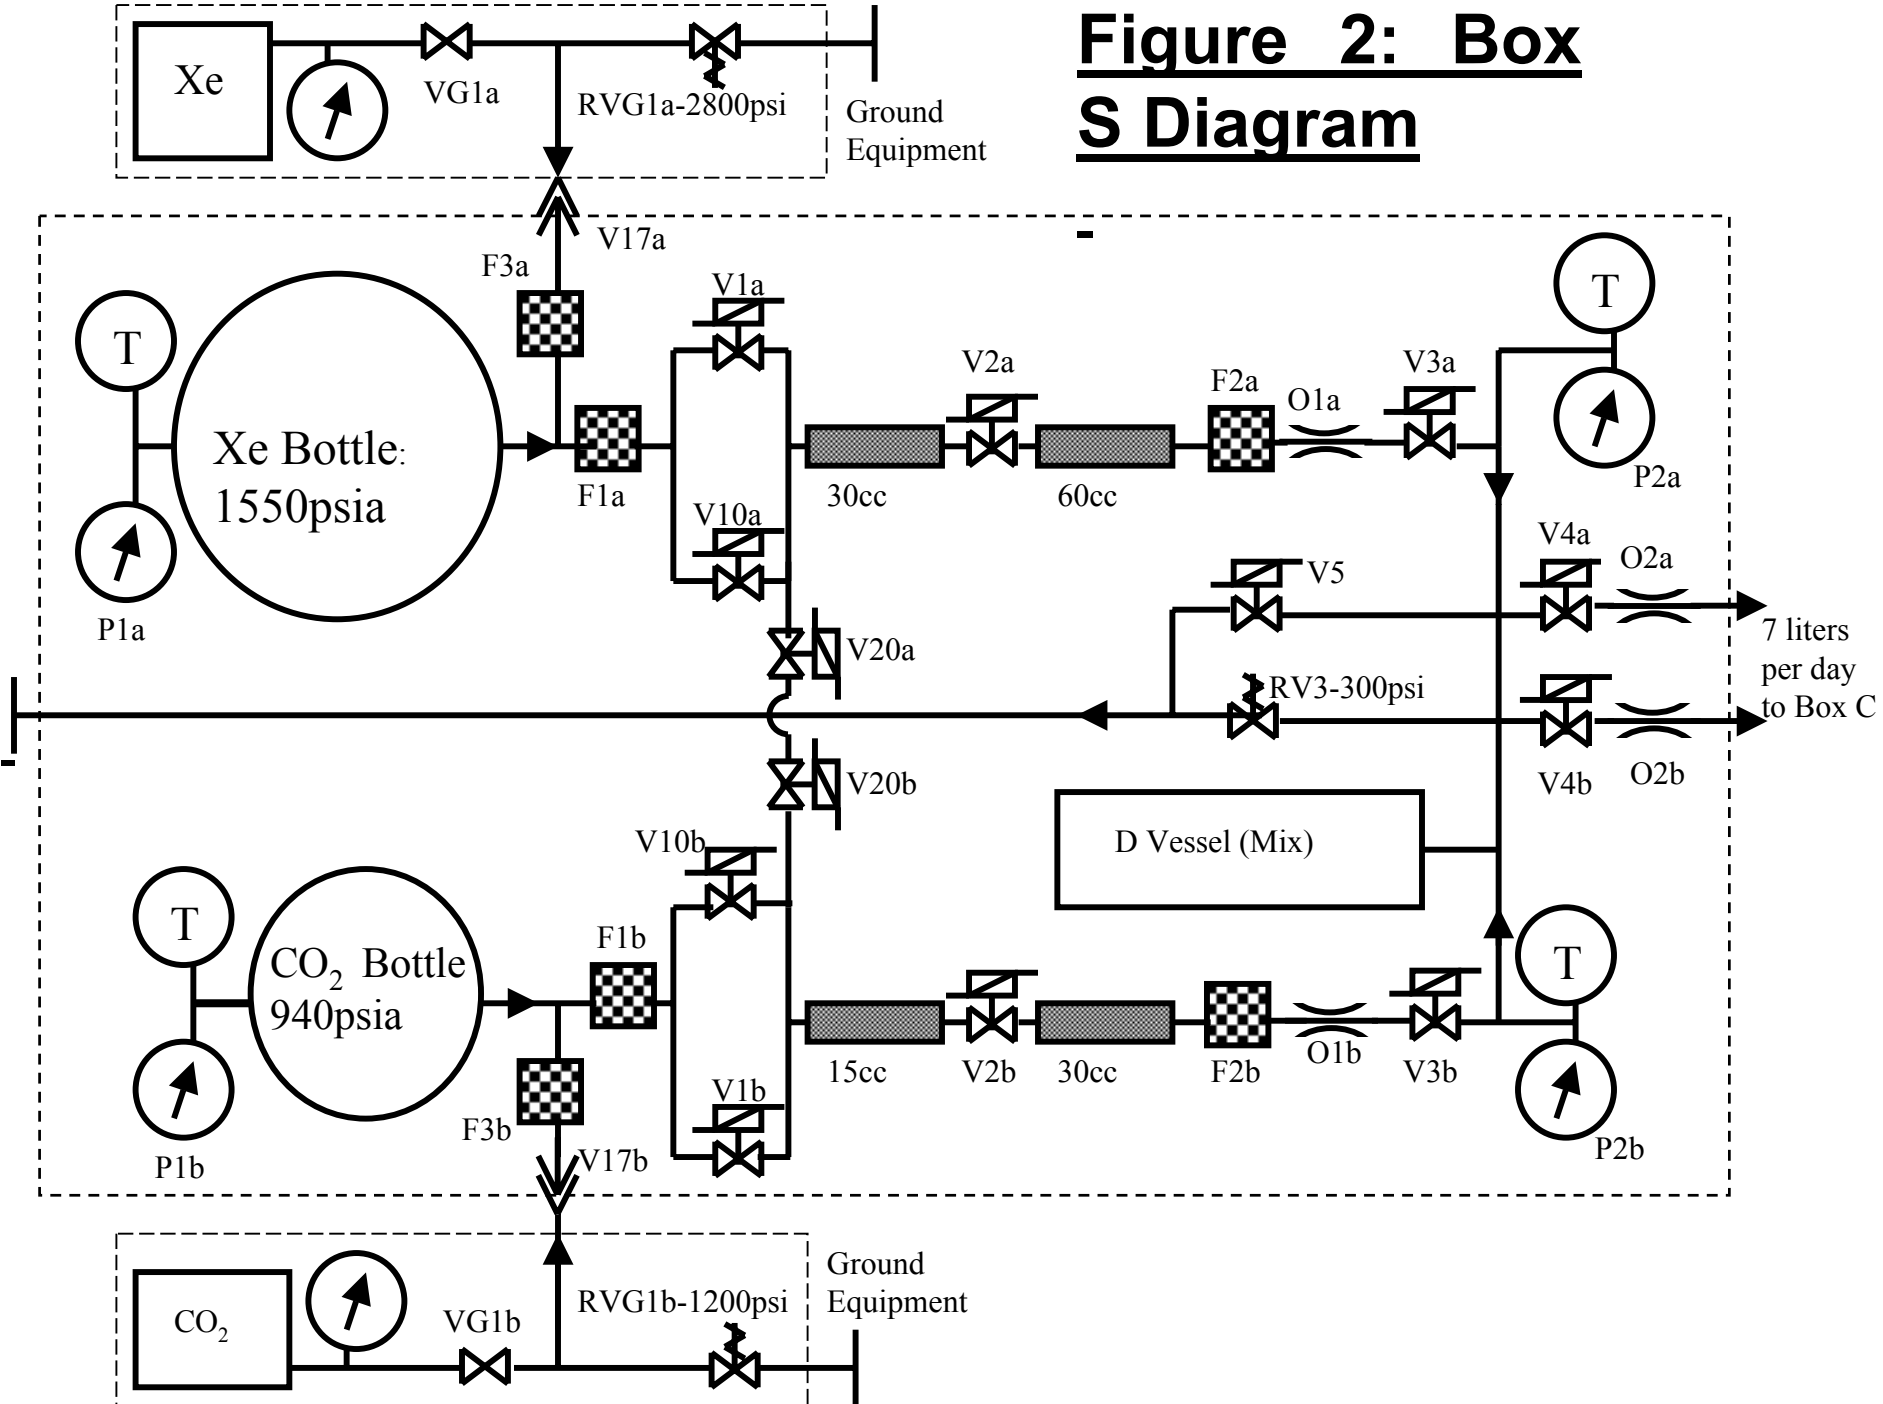 Figure 2: Box
S Diagram
Xe
VG1a
RVG1a-2800psi
Ground
Equipment
V17a
F3a
T
Xe Bottle:
1550psia
P1a
F1a
V1a
V10a
30cc
V2a
60cc
F2a
O1a
V3a
T
P2a
V20a
V5
V4a
O2a
RV3-300psi
7 liters
per day
to Box C
V4b
O2b
V20b
D Vessel (Mix)
V10b
T
CO2 Bottle
940psia
P1b
F1b
F3b
V17b
V1b
15cc
V2b
30cc
F2b
O1b
V3b
T
P2b
CO2
VG1b
RVG1b-1200psi
Ground
Equipment